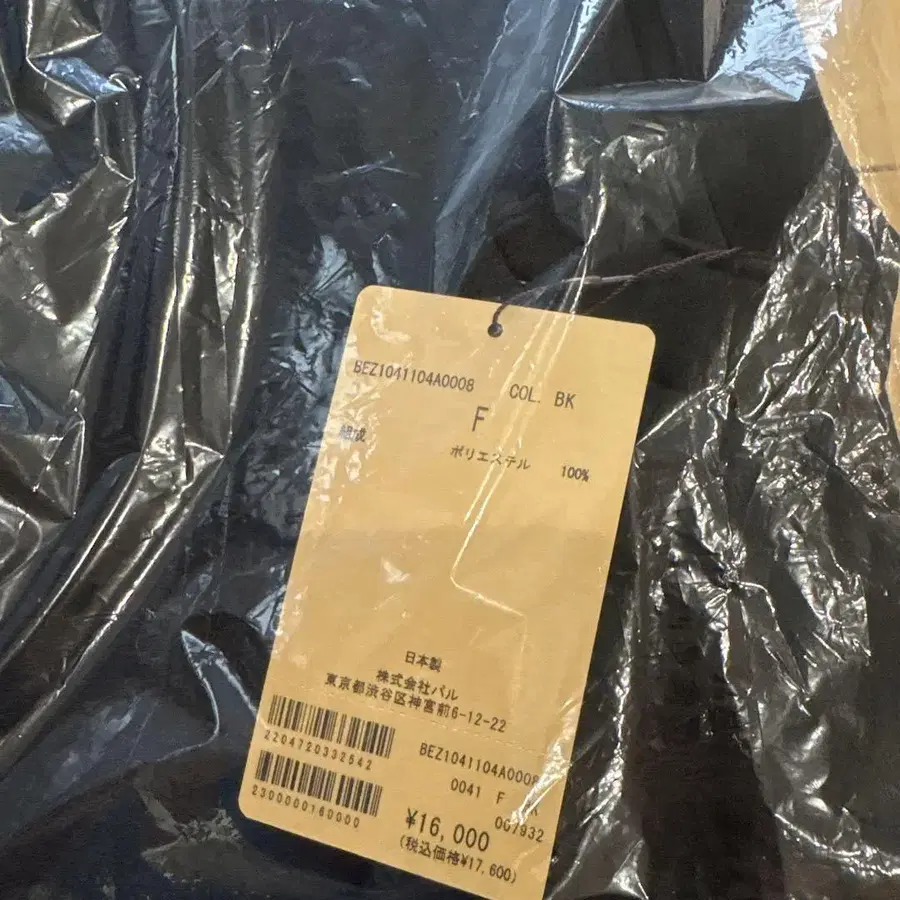 BEZ1041104A0008 COL. BK
F
組成
ポリエステル 100%
日本製
株式会社パル
東京都渋谷区神宮前6-12-22
2204720332542
BEZ1041104A0008
0041 F
2300000160000
007932
¥16,000
(税込価格¥17,600)